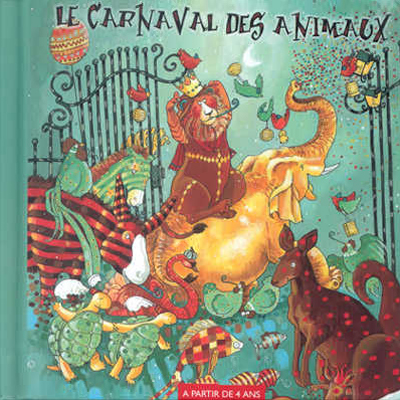 LE CARNAVAL DES ANIMAUX
A PARTIR DE 4 ANS